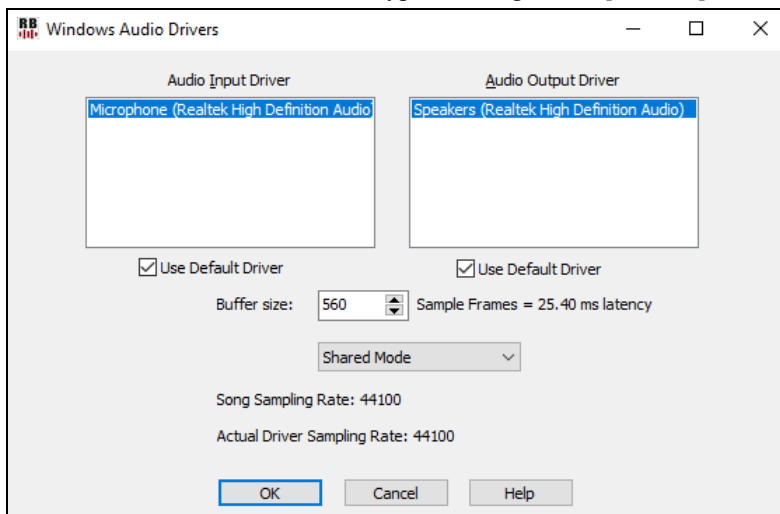 RB Windows Audio Drivers
Audio Input Driver
Audio Output Driver
Microphone (Realtek High Definition Audio)
Speakers (Realtek High Definition Audio)
Use Default Driver
Use Default Driver
Buffer size: 560 Sample Frames = 25.40 ms latency
Shared Mode
Song Sampling Rate: 44100
Actual Driver Sampling Rate: 44100
OK Cancel Help